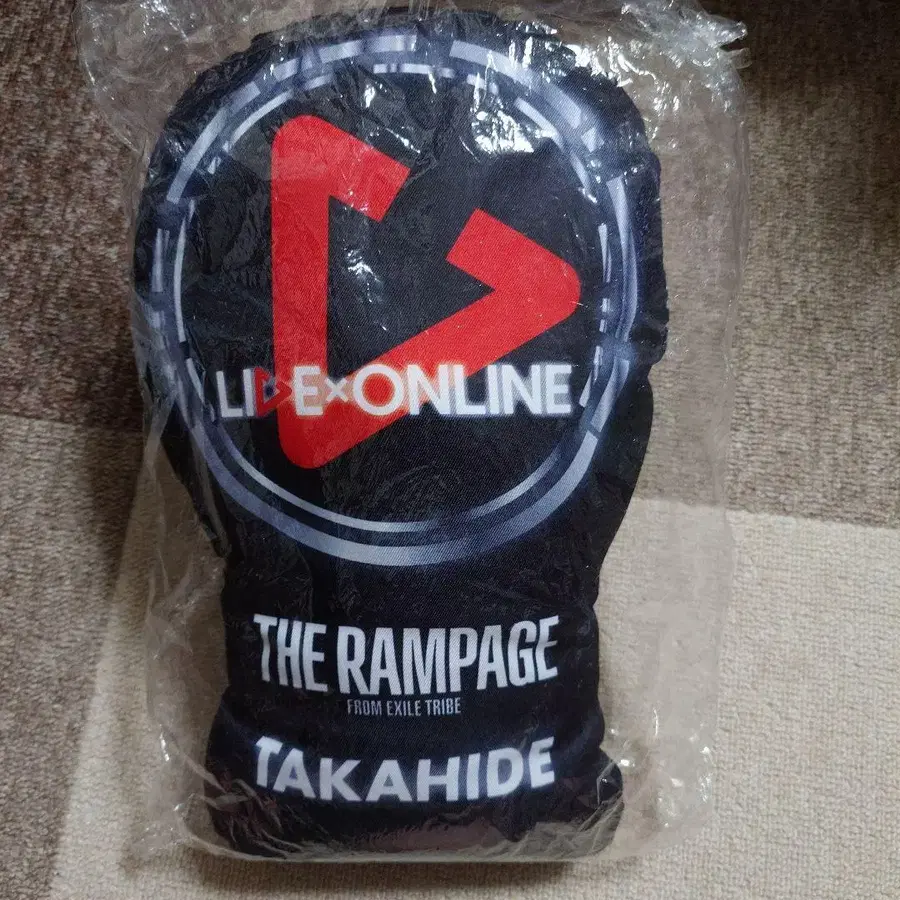 LIVE×ONLINE
THE RAMPAGE
FROM EXILE TRIBE
TAKAHIDE